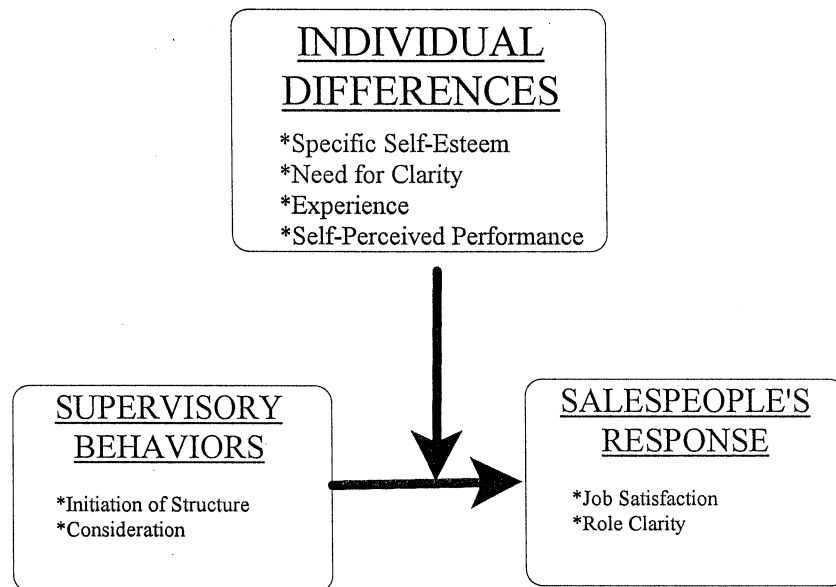 INDIVIDUAL
DIFFERENCES
*Specific Self-Esteem
*Need for Clarity
*Experience
*Self-Perceived Performance
SUPERVISORY
BEHAVIORS
*Initiation of Structure
*Consideration
SALESPEOPLE'S
RESPONSE
*Job Satisfaction
*Role Clarity